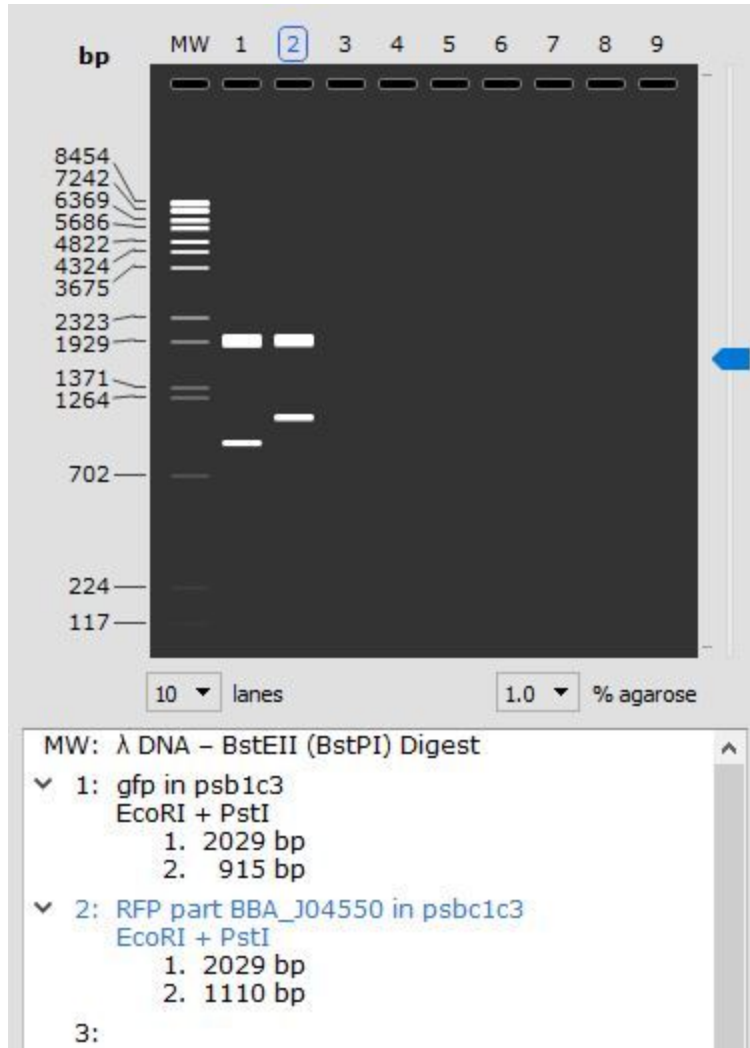 bp
MW 1 2 3 4 5 6 7 8 9
8454
7242
6369
5686
4822
4324
3675
2323
1929
1371
1264
702
224
117
10 lanes
1.0 % agarose
MW: λ DNA – BstEII (BstPI) Digest
1: gfp in psb1c3
EcoRI + PstI
1. 2029 bp
2. 915 bp
2: RFP part BBA_J04550 in psbc1c3
EcoRI + PstI
1. 2029 bp
2. 1110 bp
3: